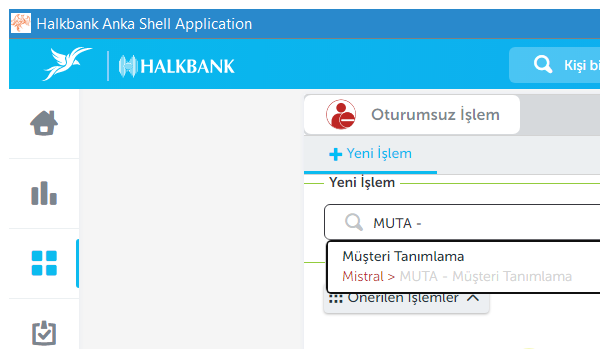 Halkbank Anka Shell Application
HALKBANK
Kişi bi
Oturumsuz İşlem
Yeni İşlem
Yeni İşlem
MUTA -
Müşteri Tanımlama
Mistral > MUTA - Müşteri Tanımlama
Önerilen İşlemler